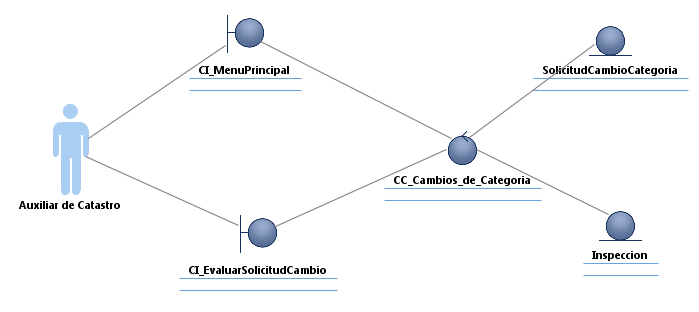 CI_MenuPrincipal
SolicitudCambioCategoria
CC_Cambios_de_Categoria
Auxiliar de Catastro
Inspeccion
CI_EvaluarSolicitudCambio